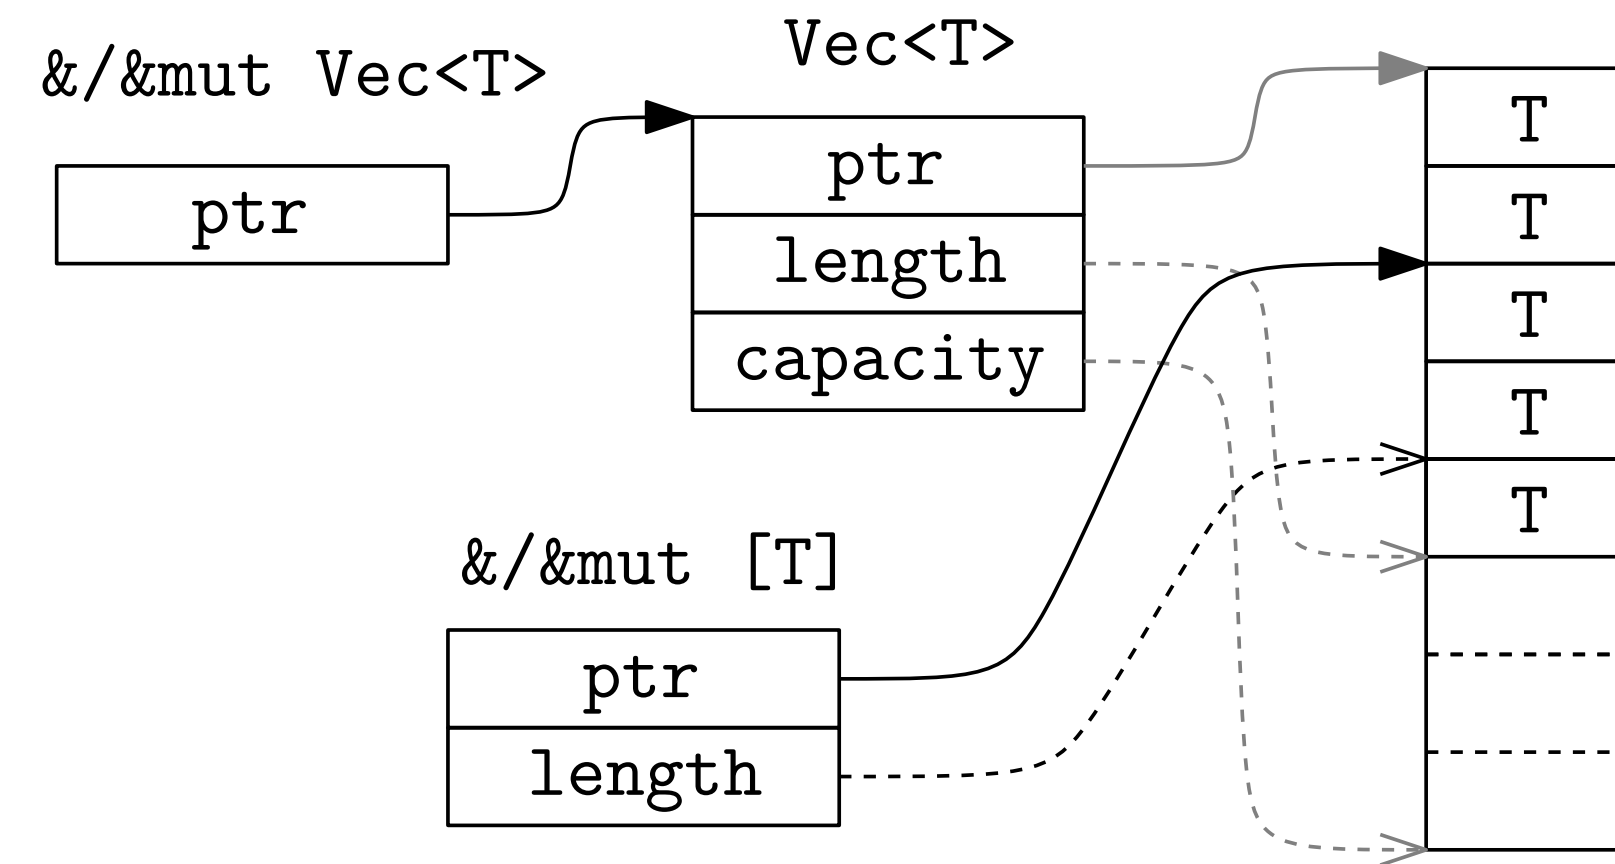 &/&mut Vec<T>
Vec<T>
ptr
ptr
length
capacity
&/&mut [T]
ptr
length
T
T
T
T
T